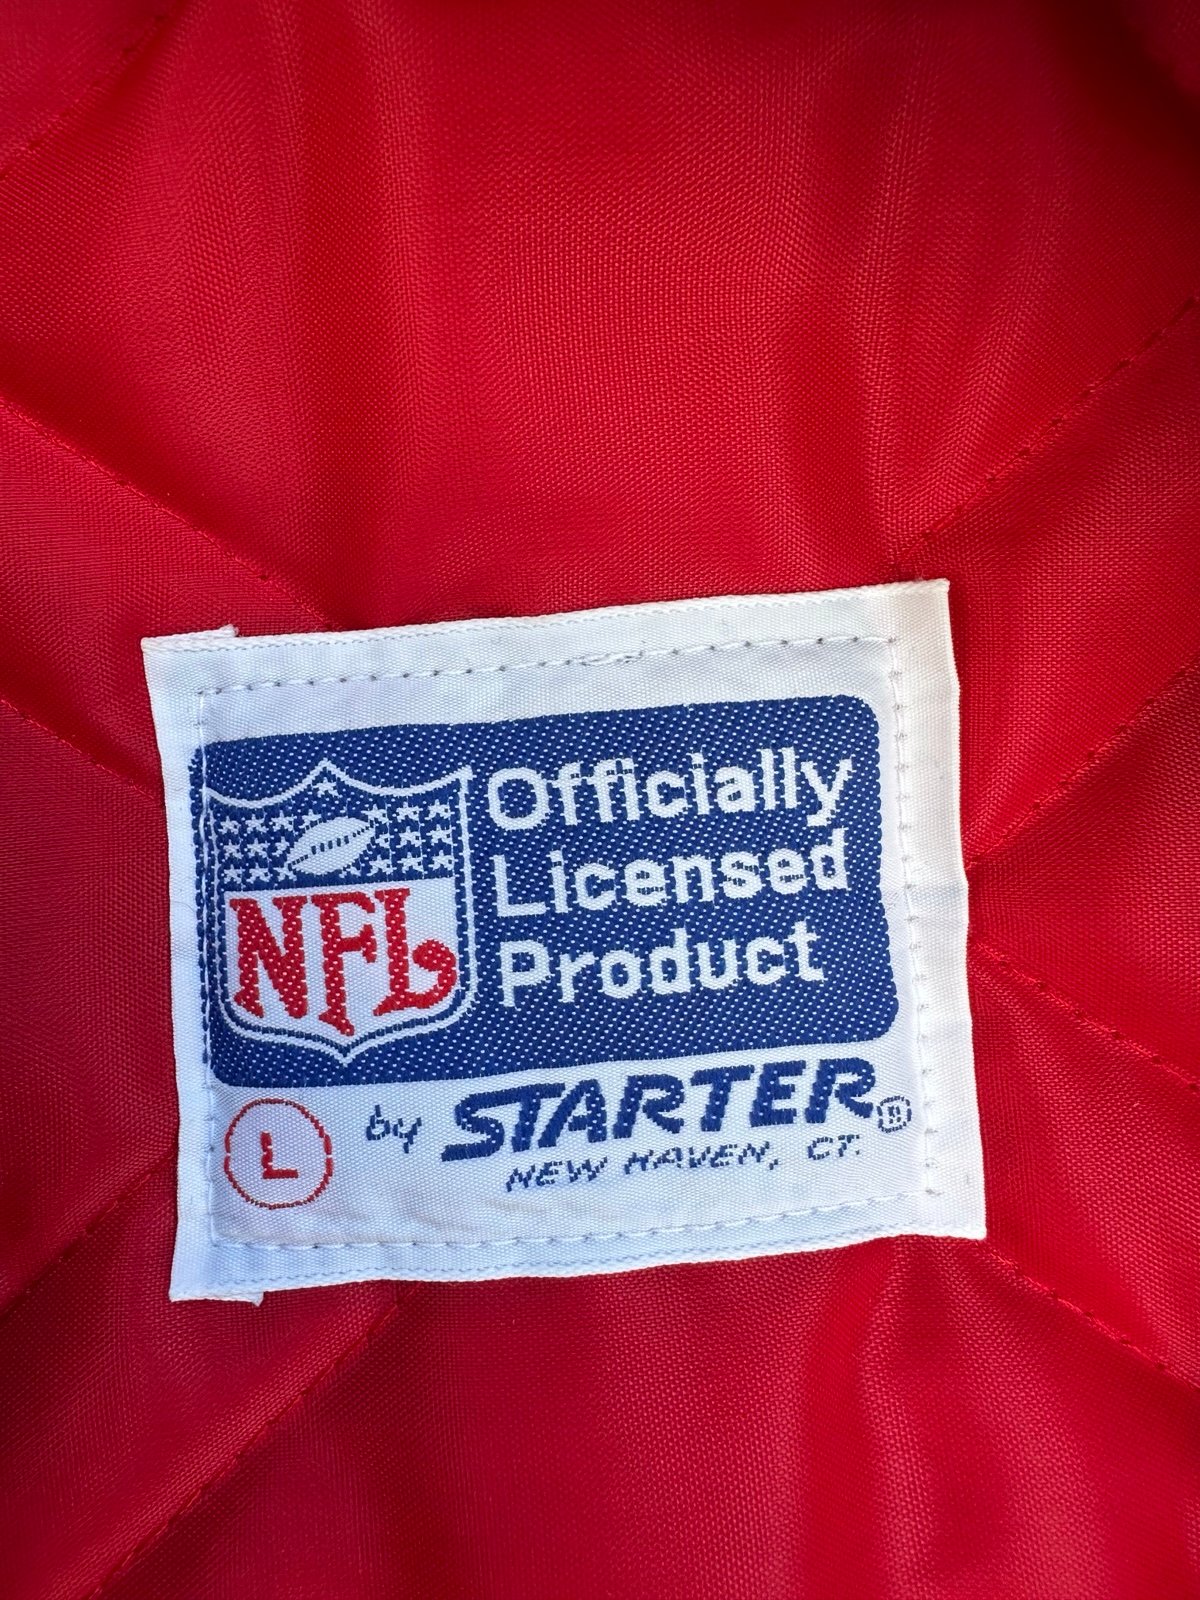 NFL
Officially
Licensed
Product
L
by STARTER®
NEW HAVEN, CT.